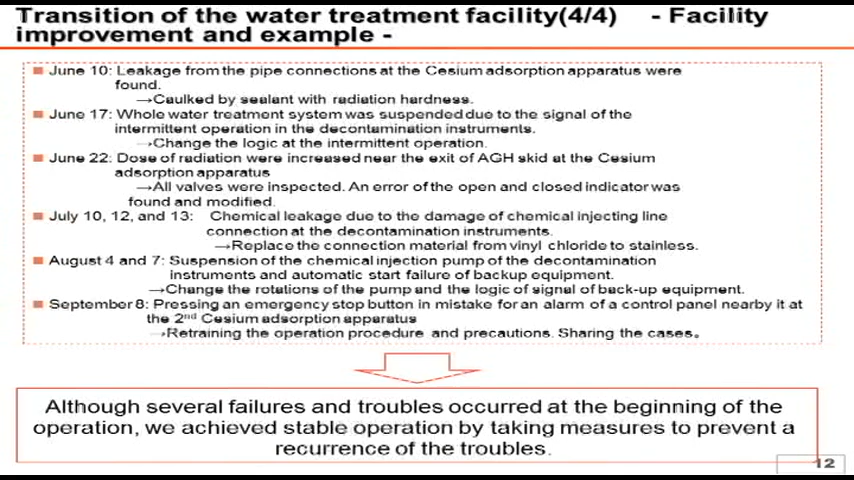 Transition of the water treatment facility(4/4) - Facility
improvement and example -
June 10: Leakage from the pipe connections at the Cesium adsorption apparatus were
found.
→Caulked by sealant with radiation hardness.
June 17: Whole water treatment system was suspended due to the signal of the
intermittent operation in the decontamination instruments.
→Change the logic at the intermittent operation.
June 22: Dose of radiation were increased near the exit of AGH skid at the Cesium
adsorption apparatus
→All valves were inspected. An error of the open and closed indicator was
found and modified.
July 10, 12, and 13: Chemical leakage due to the damage of chemical injecting line
connection at the decontamination instruments.
→Replace the connection material from vinyl chloride to stainless.
August 4 and 7: Suspension of the chemical injection pump of the decontamination
instruments and automatic start failure of backup equipment.
→Change the rotations of the pump and the logic of signal of back-up equipment.
September 8: Pressing an emergency stop button in mistake for an alarm of a control panel nearby it at
the 2nd Cesium adsorption apparatus
→Retraining the operation procedure and precautions. Sharing the cases。
Although several failures and troubles occurred at the beginning of the
operation, we achieved stable operation by taking measures to prevent a
recurrence of the troubles.
12